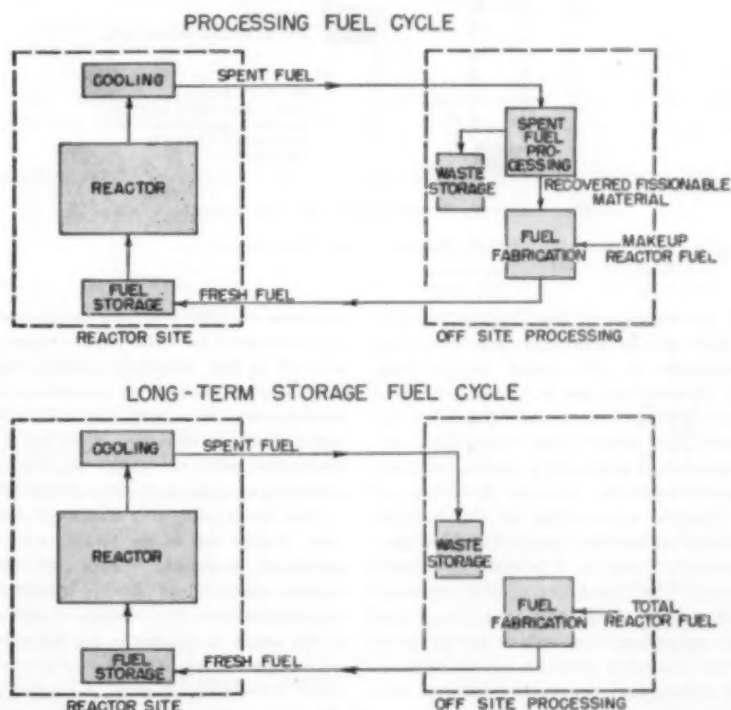 PROCESSING FUEL CYCLE
COOLING
SPENT FUEL
SPENT
FUEL
PRO-
CESSING
WASTE
STORAGE
REACTOR
RECOVERED FISSIONABLE
MATERIAL
FUEL
FABRICATION
MAKEUP
REACTOR FUEL
FUEL
STORAGE
FRESH FUEL
REACTOR SITE
OFF SITE PROCESSING
LONG-TERM STORAGE FUEL CYCLE
COOLING
SPENT FUEL
WASTE
STORAGE
REACTOR
FUEL
FABRICATION
TOTAL
REACTOR FUEL
FUEL
STORAGE
FRESH FUEL
REACTOR SITE
OFF SITE PROCESSING